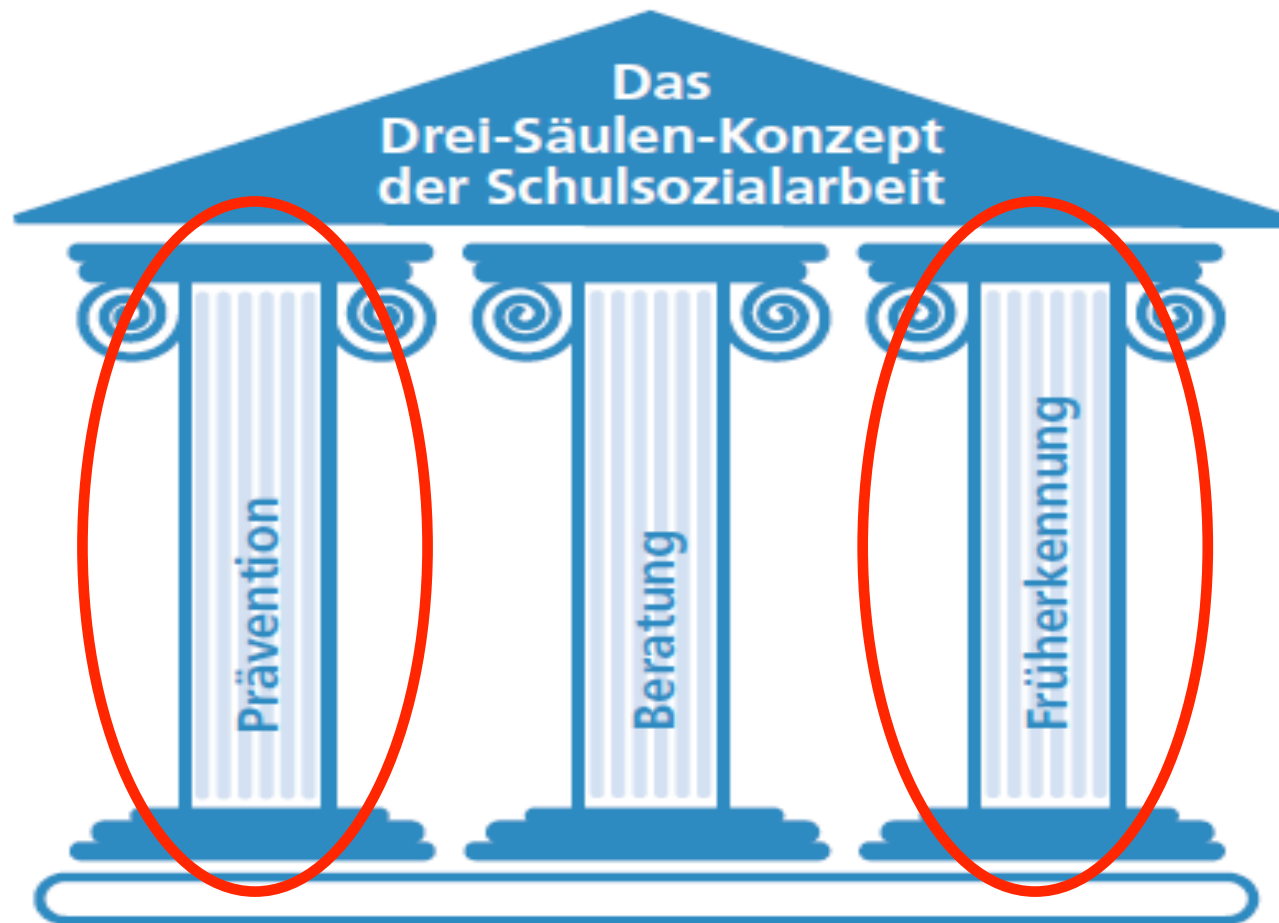 Das
Drei-Säulen-Konzept
der Schulsozialarbeit
Prävention
Beratung
Früherkennung